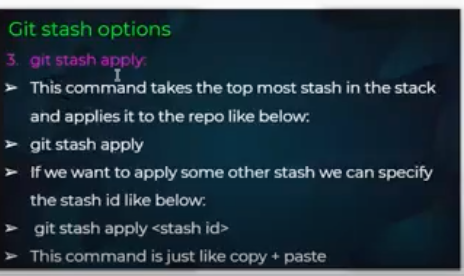 Git stash options
3. git stash apply:
➢ This command takes the top most stash in the stack
and applies it to the repo like below:
➢ git stash apply
➢ If we want to apply some other stash we can specify
the stash id like below:
➢ git stash apply <stash id>
➢ This command is just like copy + paste